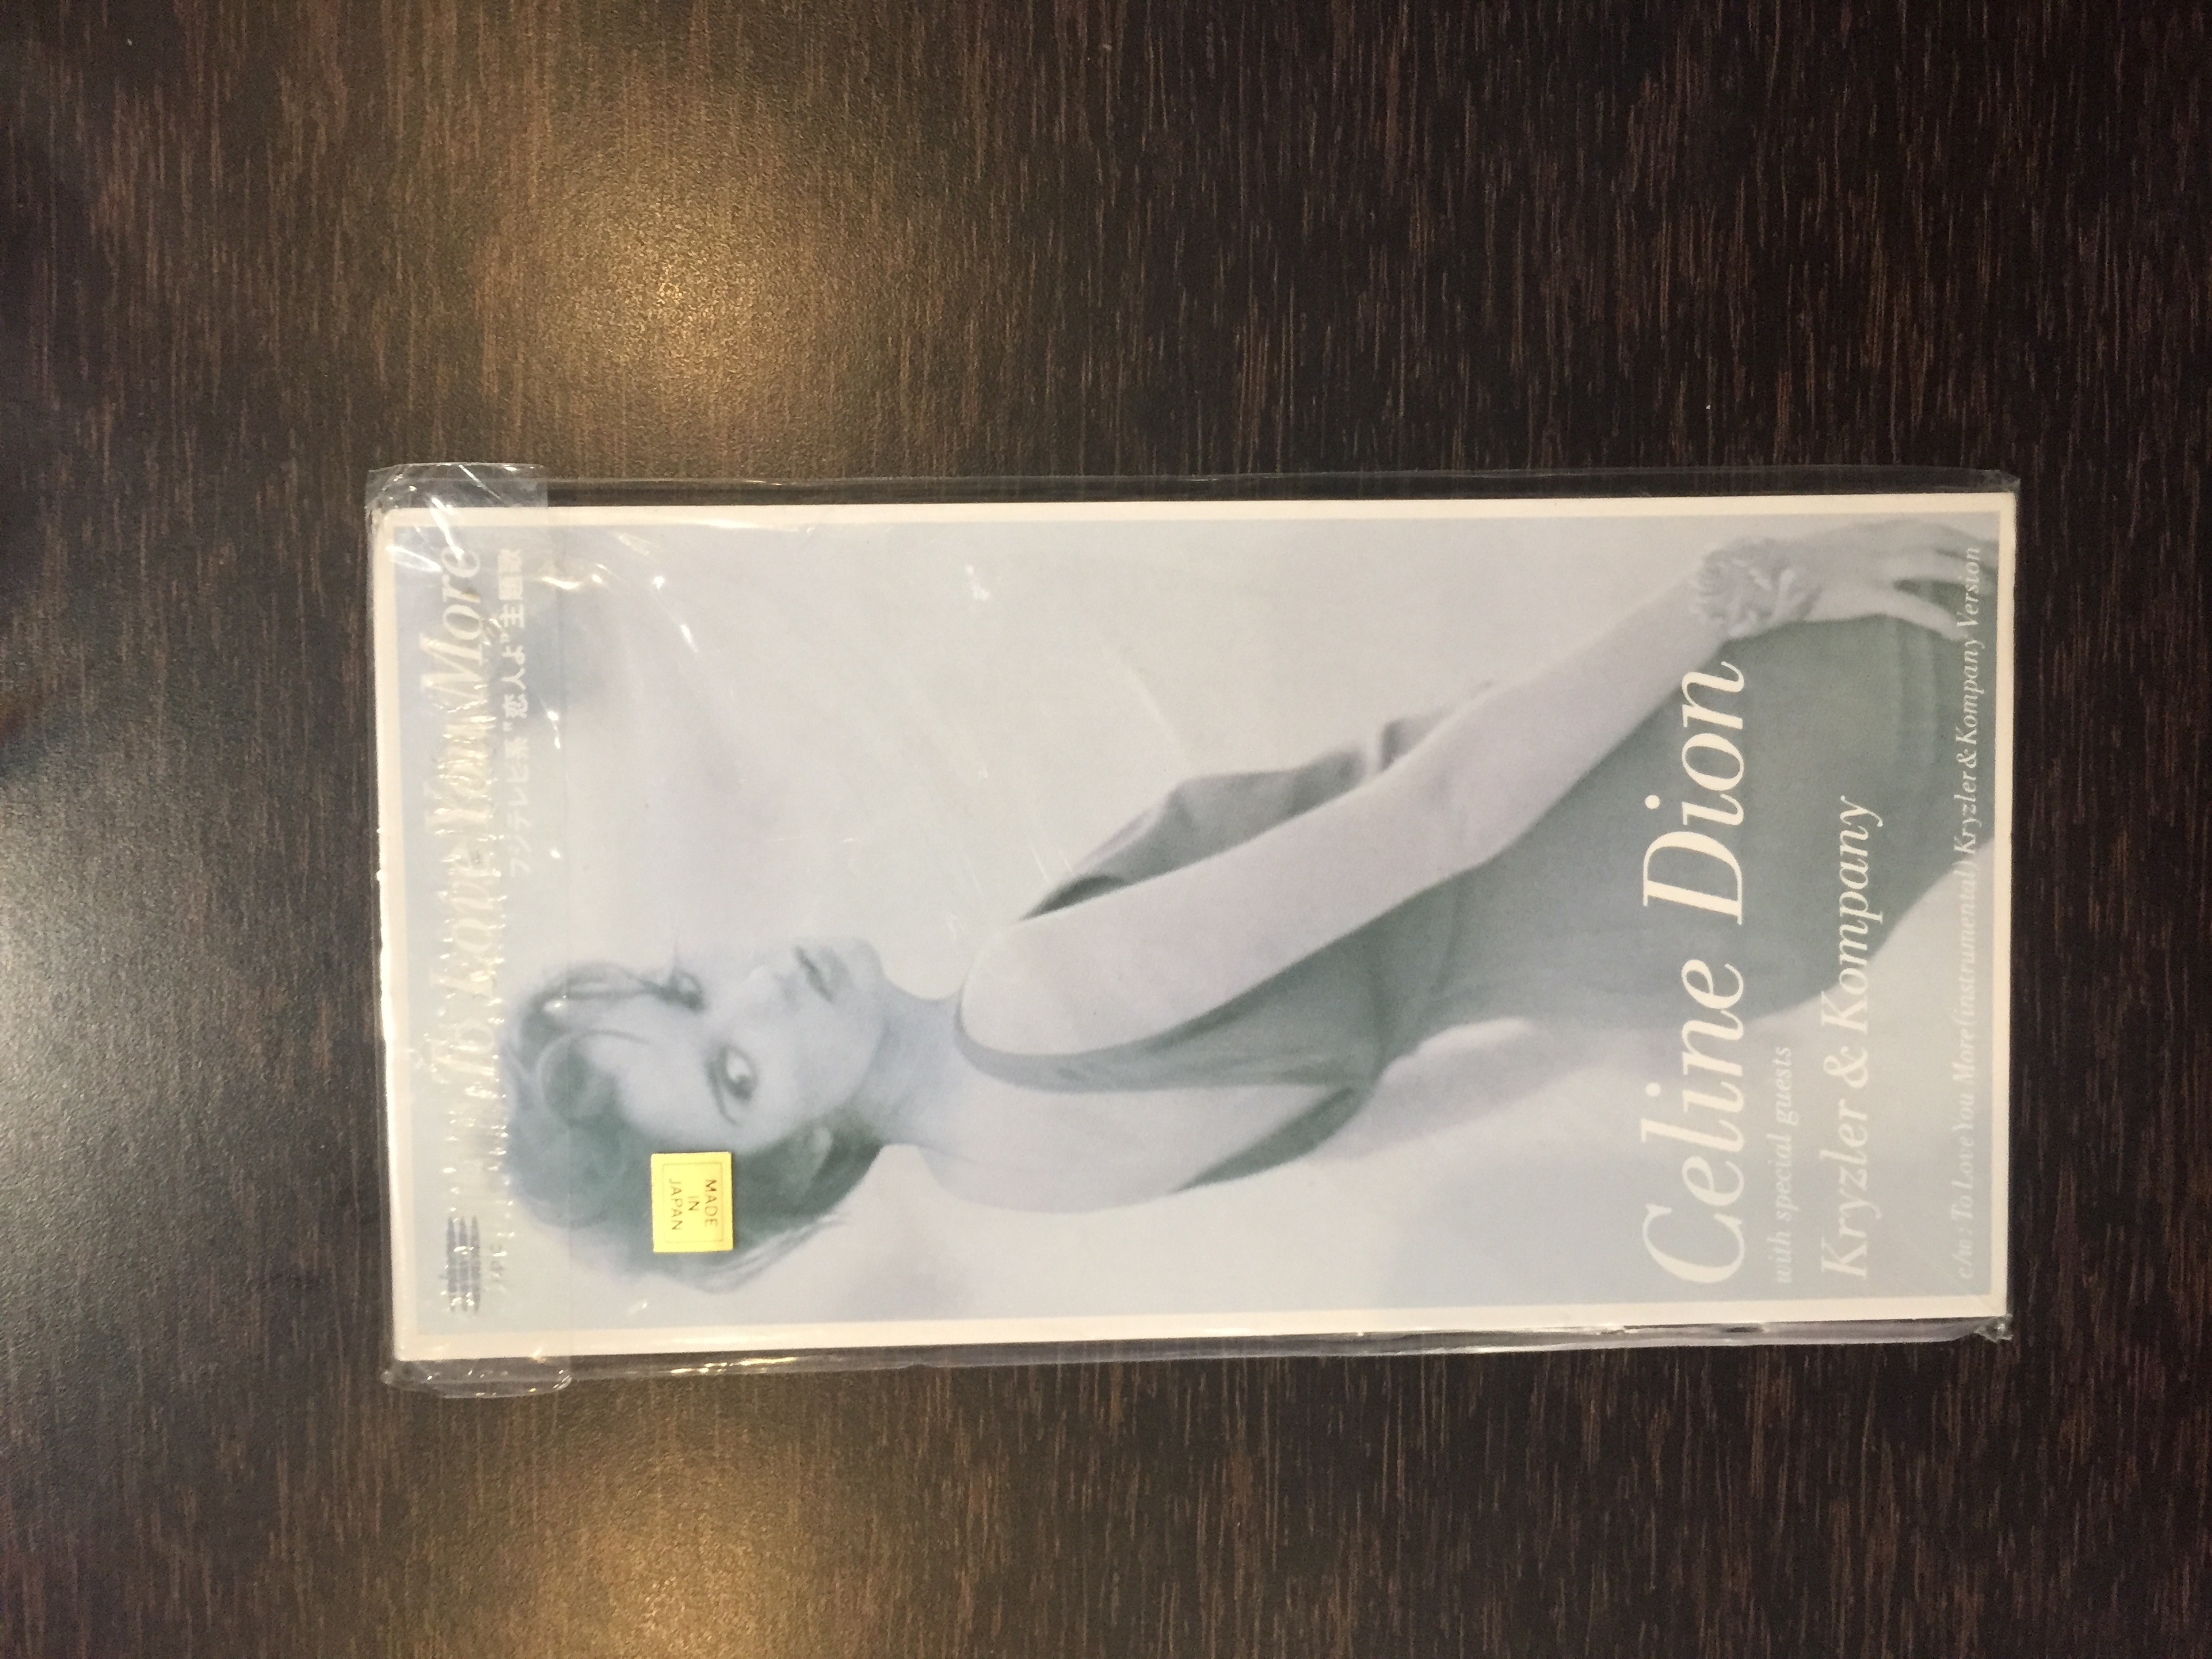 To Love You More
フジテレビ系 “恋人よ” 主題歌
MADE
IN
JAPAN
Celine Dion
with special guests
Kryzler & Kompany
c/w: To Love You More(instrumental) Kryzler&Kompany Version